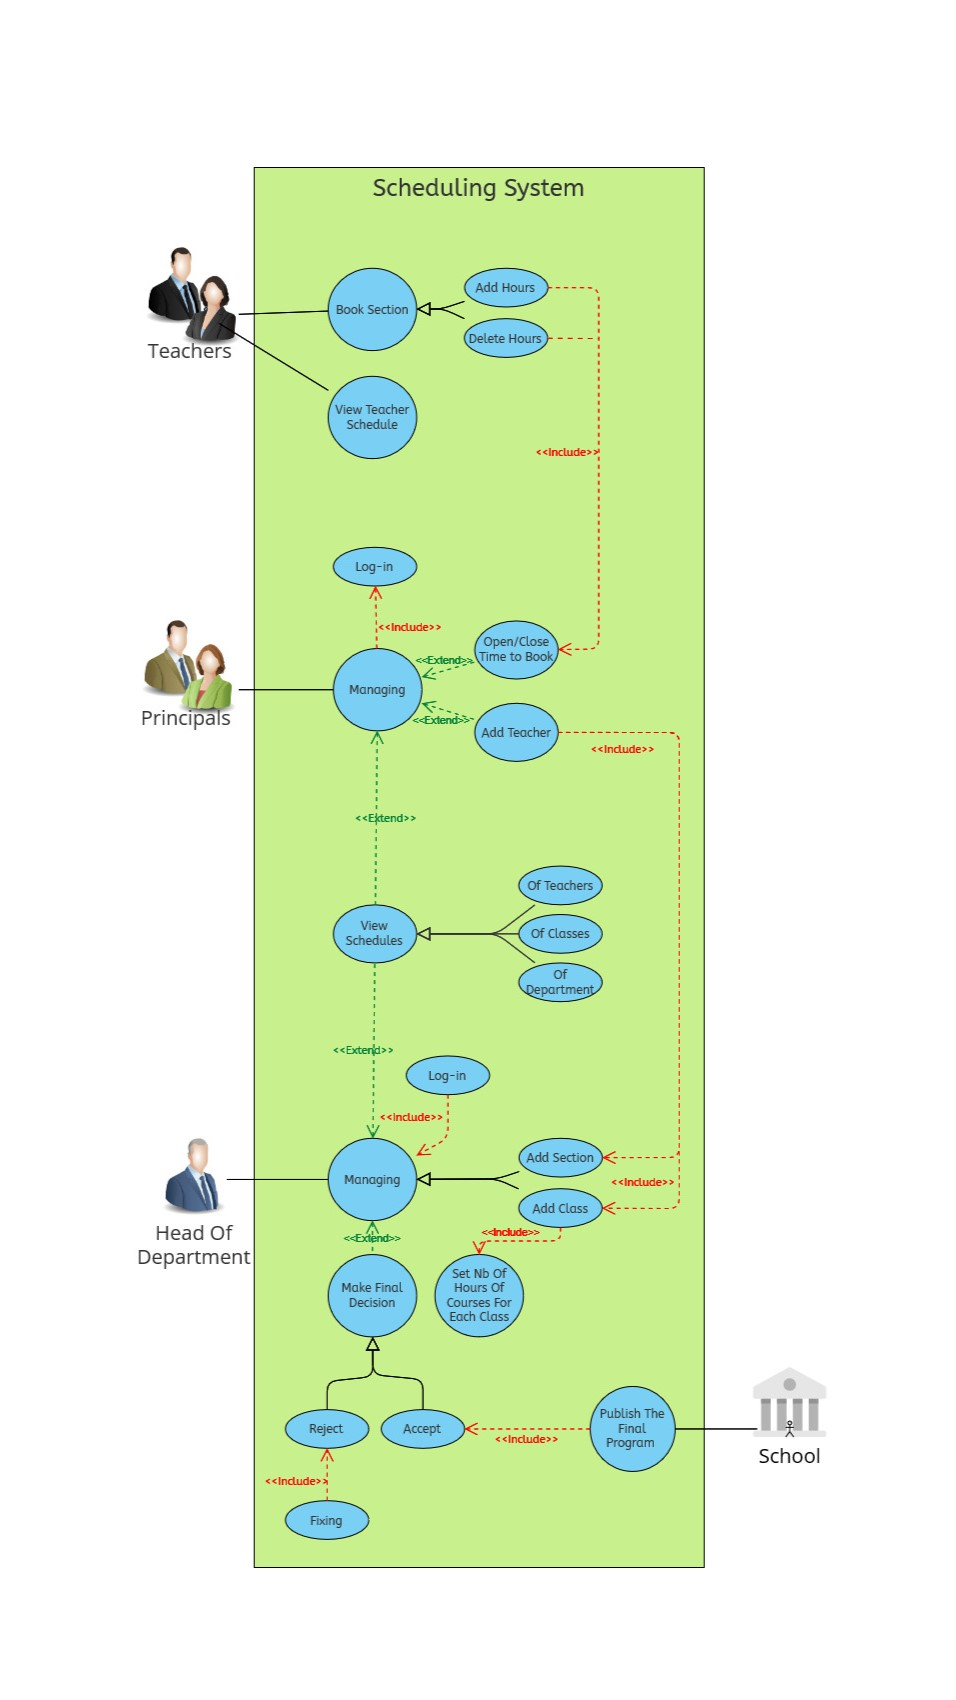 Scheduling System
Add Hours
Book Section
Delete Hours
Teachers
View Teacher
Schedule
<<Include>>
Log-in
<<Include>>
Open/Close
Time to Book
<<Extend>>
Managing
Principals
<<Extend>>
Add Teacher
<<Include>>
<<Extend>>
Of Teachers
View
Schedules
Of Classes
Of
Department
<<Extend>>
Log-in
<<Include>>
Add Section
Managing
<<Include>>
Add Class
Head Of
Department
<<Include>>
<<Extend>>
Make Final
Decision
Set Nb Of
Hours Of
Courses For
Each Class
Reject
Accept
<<Include>>
Publish The
Final
Program
School
<<Include>>
Fixing